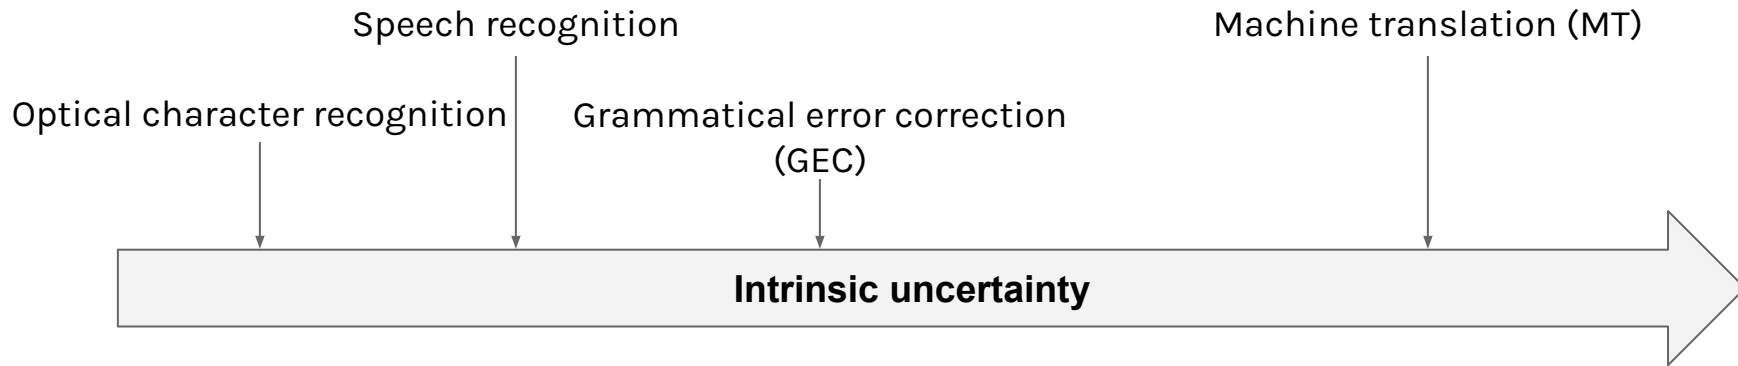 Speech recognition
Machine translation (MT)
Optical character recognition
Grammatical error correction
(GEC)
Intrinsic uncertainty